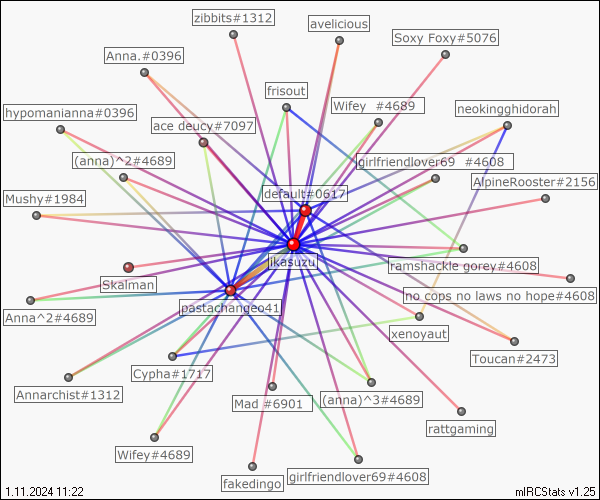 zibbits#1312
avelicious
Soxy Foxy#5076
Anna.#0396
frisout
Wifey #4689
neokingghidorah
hypomanianna#0396
ace deucy#7097
(anna)^2#4689
girlfriendlover69 #4608
AlpineRooster#2156
Mushy#1984
default#0617
ikasuzu
ramshackle gorey#4608
Skalman
no cops no laws no hope#4608
Anna^2#4689
pastachangeo41
xenoyaut
Toucan#2473
Cypha#1717
Annarchist#1312
Mad #6901
(anna)^3#4689
rattgaming
Wifey#4689
fakedingo
girlfriendlover69#4608
1.11.2024 11:22
mIRCStats v1.25